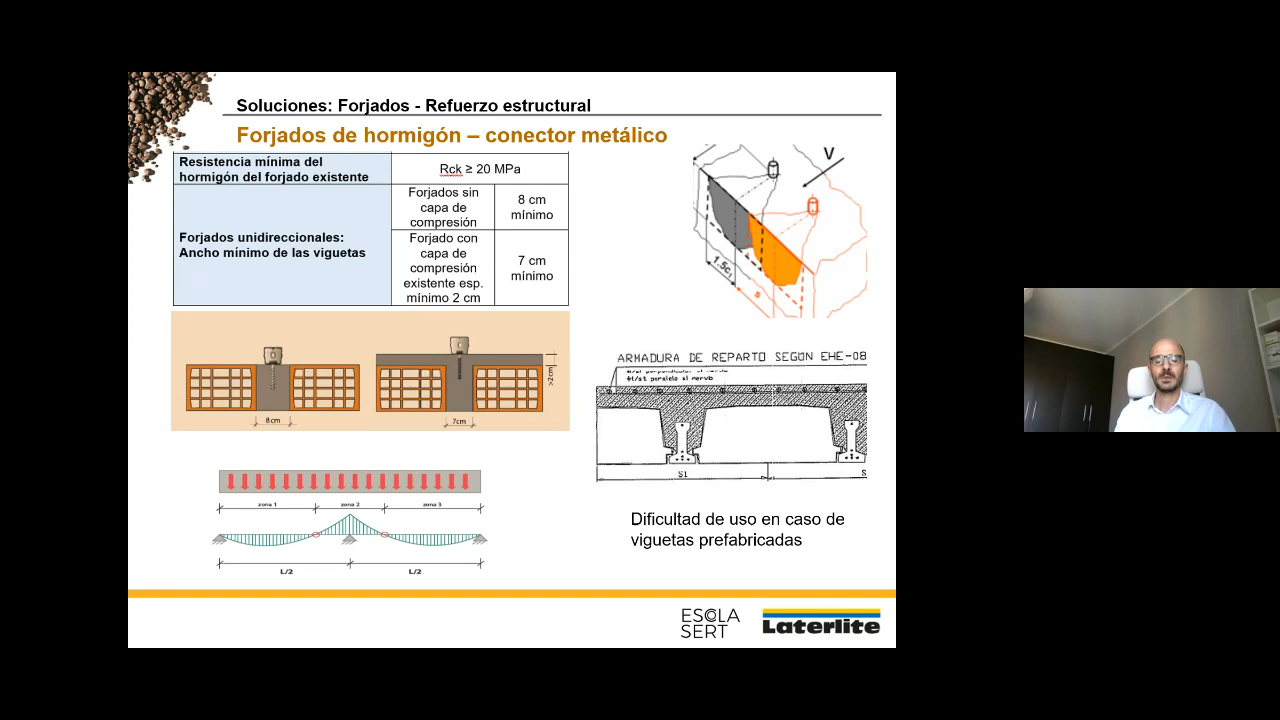 Soluciones: Forjados - Refuerzo estructural
Forjados de hormigón – conector metálico
Resistencia mínima del
hormigón del forjado existente
Rck ≥ 20 MPa
Forjados unidireccionales:
Ancho mínimo de las viguetas
Forjados sin
capa de
compresión
8 cm
mínimo
Forjado con
capa de
compresión
existente esp.
mínimo 2 cm
7 cm
mínimo
8cm
7cm
>2cm
V
1.5c₁
s
ARMADURA DE REPARTO SEGÚN EHE-08
paralelo al nervio
S1
S
zona 1
zona 2
zona 3
L/2
L/2
Dificultad de uso en caso de
viguetas prefabricadas
ESCOLA
SERT
Laterlite